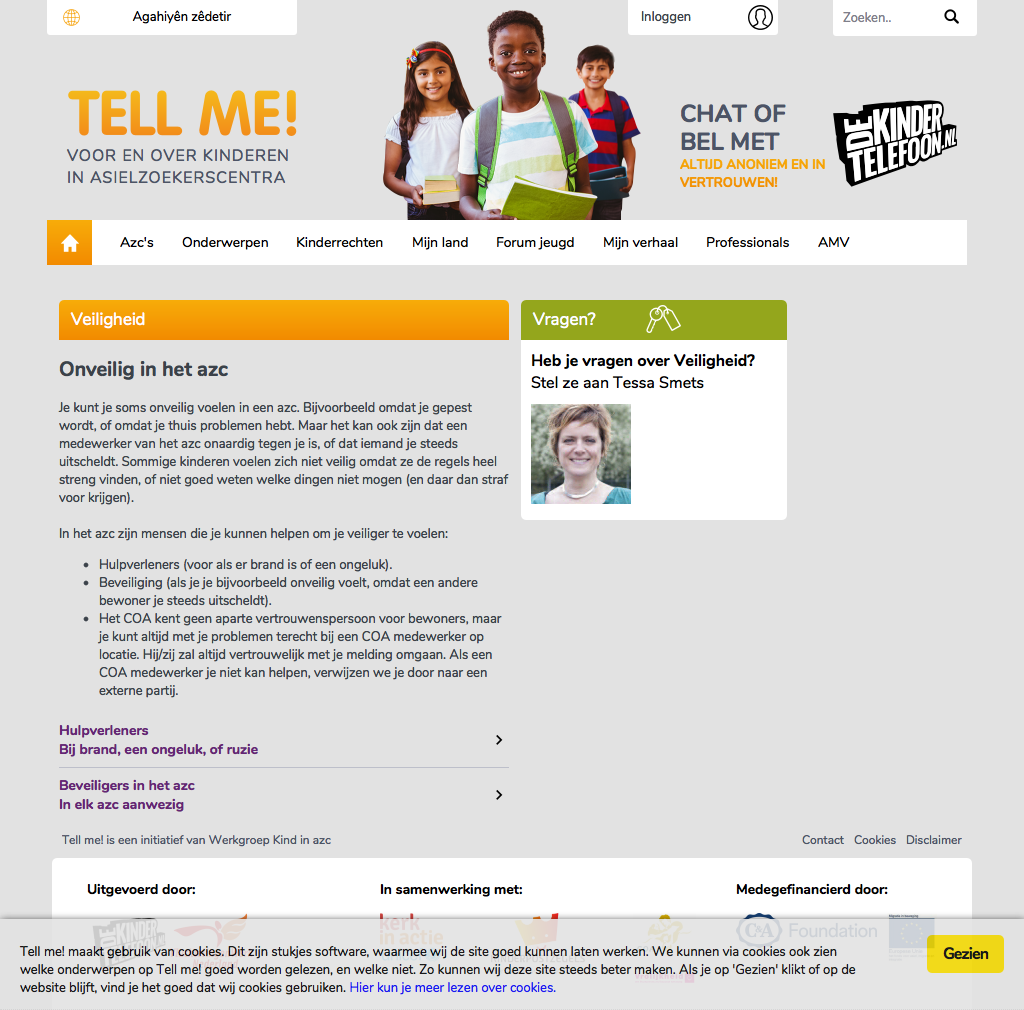 Agahiyên zêdetir
Inloggen
Zoeken..
TELL ME!
VOOR EN OVER KINDEREN
IN ASIELZOEKERSCENTRA
CHAT OF
BEL MET
ALTIJD ANONIEM EN IN
VERTROUWEN!
DE KINDER
TELEFOON.NL
Azc's Onderwerpen Kinderrechten Mijn land Forum jeugd Mijn verhaal Professionals AMV
Veiligheid
Onveilig in het azc
Je kunt je soms onveilig voelen in een azc. Bijvoorbeeld omdat je gepest
wordt, of omdat je thuis problemen hebt. Maar het kan ook zijn dat een
medewerker van het azc onaardig tegen je is, of dat iemand je steeds
uitscheldt. Sommige kinderen voelen zich niet veilig omdat ze de regels heel
streng vinden, of niet goed weten welke dingen niet mogen (en daar dan straf
voor krijgen).
In het azc zijn mensen die je kunnen helpen om je veiliger te voelen:
• Hulpverleners (voor als er brand is of een ongeluk).
• Beveiliging (als je je bijvoorbeeld onveilig voelt, omdat een andere
bewoner je steeds uitscheldt).
• Het COA kent geen aparte vertrouwenspersoon voor bewoners, maar
je kunt altijd met je problemen terecht bij een COA medewerker op
locatie. Hij/zij zal altijd vertrouwelijk met je melding omgaan. Als een
COA medewerker je niet kan helpen, verwijzen we je door naar een
externe partij.
Hulpverleners
Bij brand, een ongeluk, of ruzie
Beveiligers in het azc
In elk azc aanwezig
Vragen?
Heb je vragen over Veiligheid?
Stel ze aan Tessa Smets
Tell me! is een initiatief van Werkgroep Kind in azc
Contact Cookies Disclaimer
Uitgevoerd door:
In samenwerking met:
Medegefinancierd door:
DE KINDER
kerk
in actie
C&A Foundation
Tell me! maakt gebruik van cookies. Dit zijn stukjes software, waarmee wij de site goed kunnen laten werken. We kunnen via cookies ook zien
welke onderwerpen op Tell me! goed worden gelezen, en welke niet. Zo kunnen wij deze site steeds beter maken. Als je op 'Gezien' klikt of op de
website blijft, vind je het goed dat wij cookies gebruiken. Hier kun je meer lezen over cookies.
Gezien